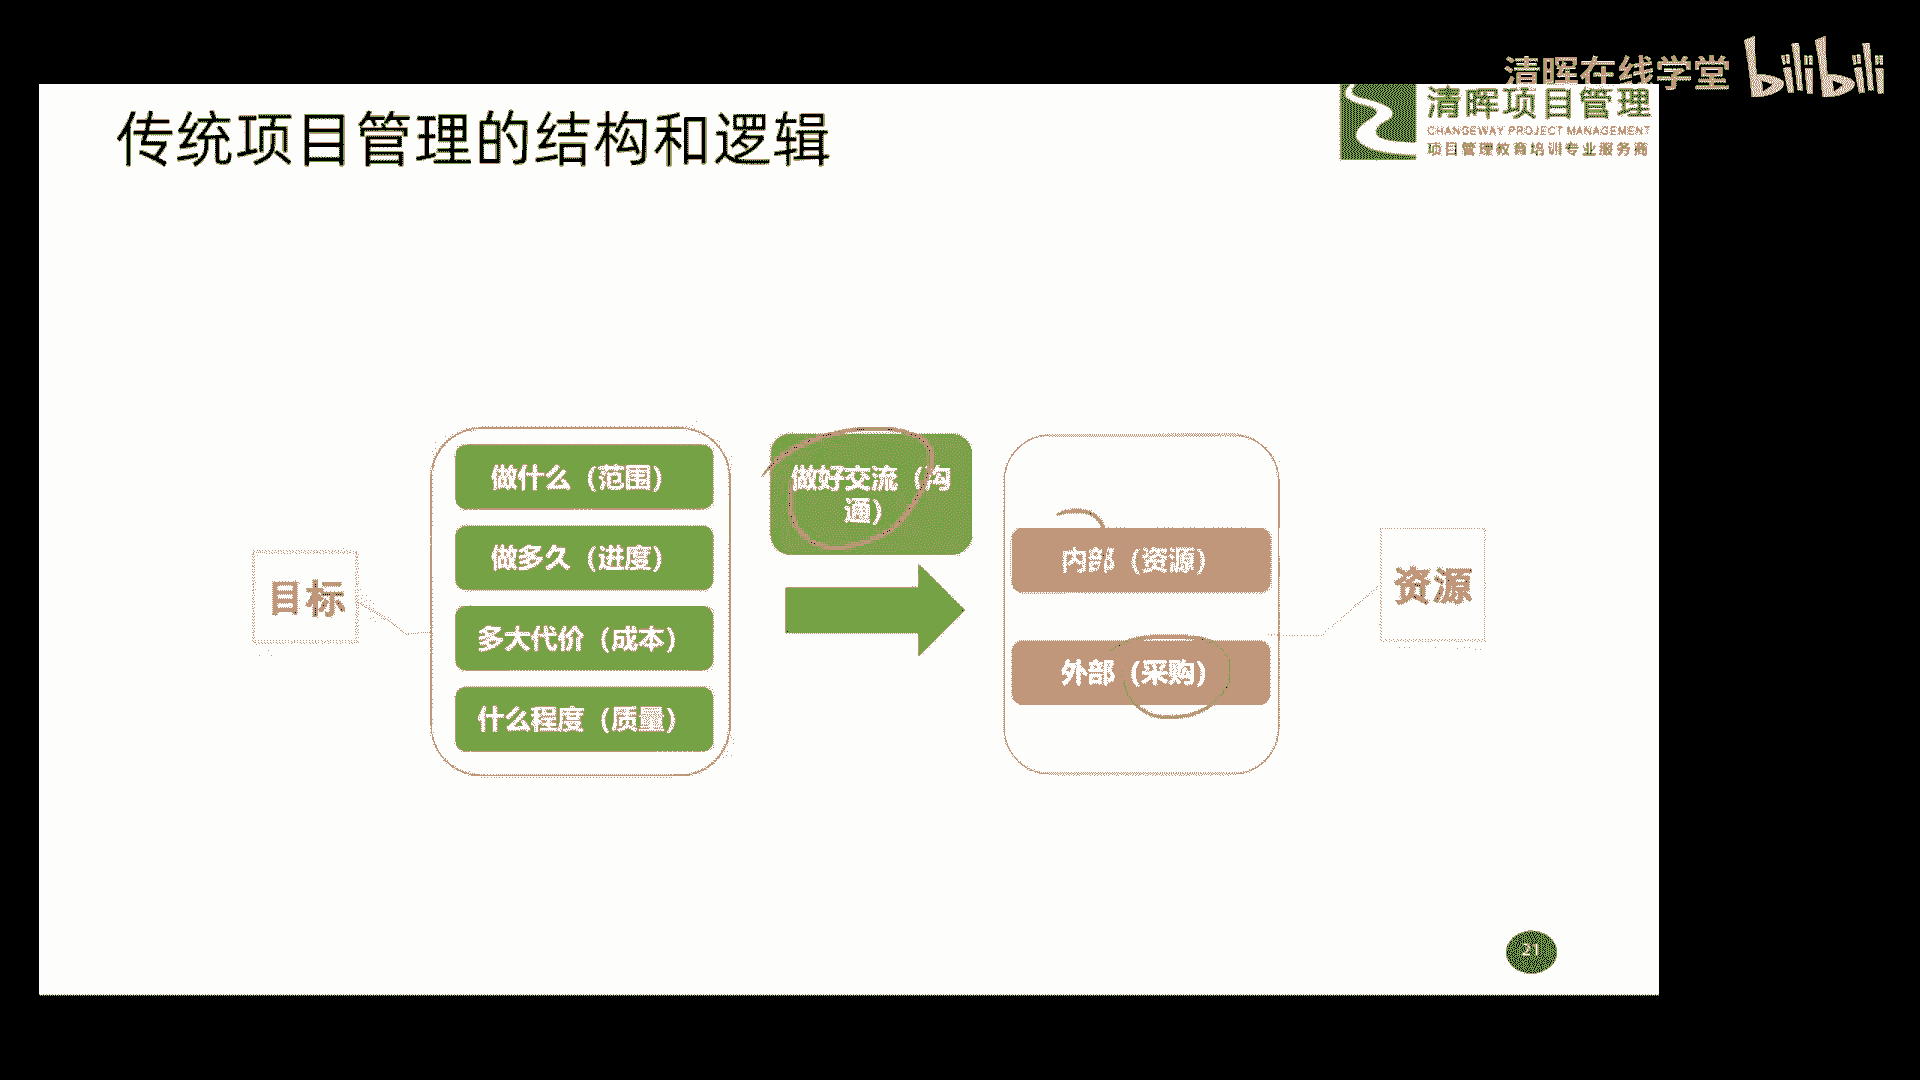 清晖在线学堂 bilibili
传统项目管理的结构和逻辑
清晖项目管理
CHANGEWAY PROJECT MANAGEMENT
项目管理教育培训专业服务商
目标
做什么（范围）
做多久（进度）
多大代价（成本）
什么程度（质量）
做好交流（沟
通）
内部（资源）
外部（采购）
资源
21